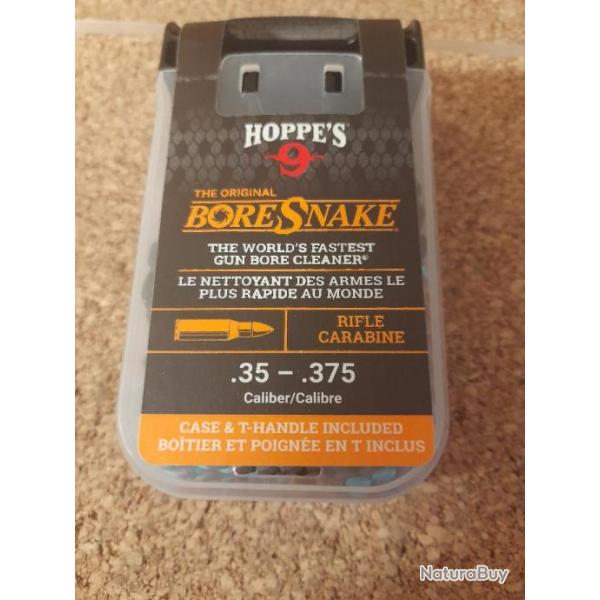 HOPPE'S
9
THE ORIGINAL
BORESNAKE
THE WORLD'S FASTEST
GUN BORE CLEANER®
LE NETTOYANT DES ARMES LE
PLUS RAPIDE AU MONDE
RIFLE
CARABINE
.35 – .375
Caliber/Calibre
CASE & T-HANDLE INCLUDED
BOÎTIER ET POIGNÉE EN T INCLUS
NaturaBuy